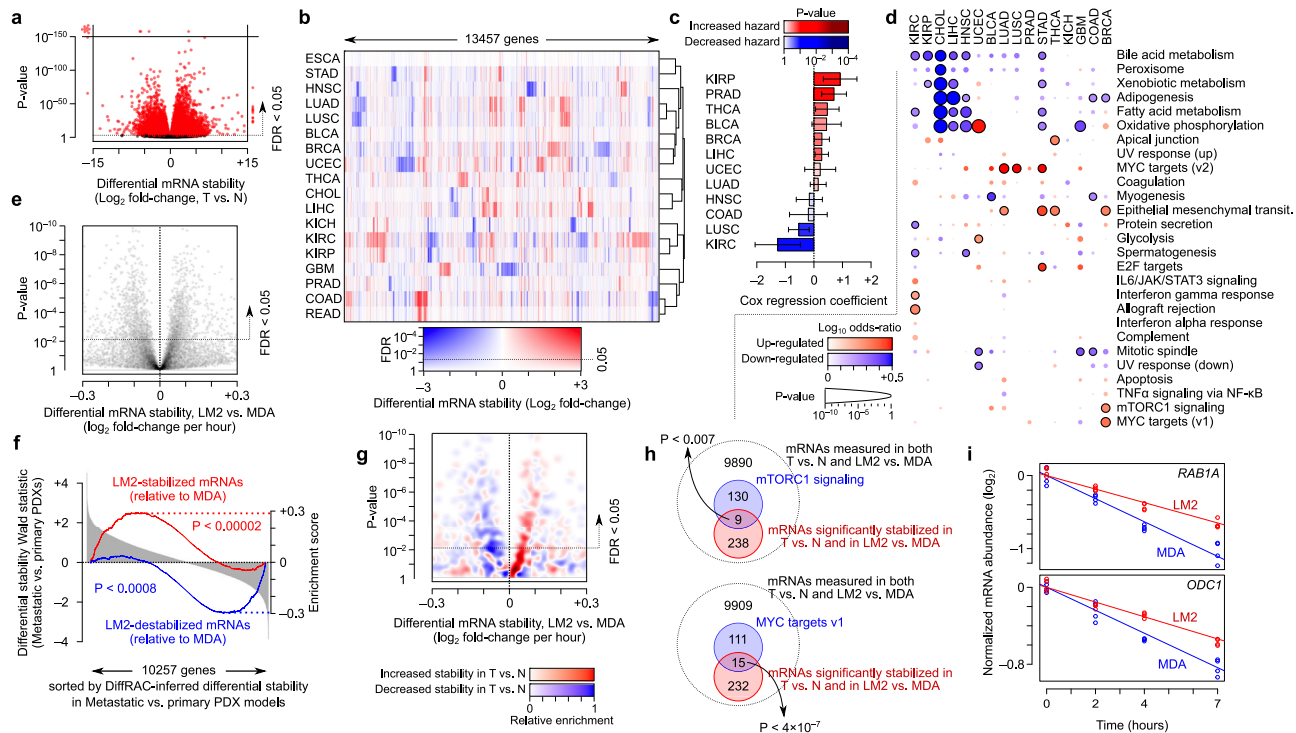 a
10⁻¹⁵⁰
10⁻¹⁰⁰
10⁻⁵⁰
1
P-value
FDR < 0.05
−15
0
+15
Differential mRNA stability
(Log₂ fold-change, T vs. N)
b
13457 genes
ESCA
STAD
HNSC
LUAD
LUSC
BLCA
BRCA
UCEC
THCA
CHOL
LIHC
KICH
KIRC
KIRP
GBM
PRAD
COAD
READ
FDR
10⁻⁴
10⁻²
1
0.05
−3
+3
Differential mRNA stability (Log₂ fold-change)
c
P-value
Increased hazard
Decreased hazard
1
10⁻²
10⁻⁴
KIRP
PRAD
THCA
BLCA
BRCA
LIHC
UCEC
LUAD
HNSC
COAD
LUSC
KIRC
−2
−1
0
+1
+2
Cox regression coefficient
d
KIRC
KIRP
CHOL
LIHC
HNSC
UCEC
BLCA
LUAD
LUSC
PRAD
STAD
THCA
KICH
GBM
COAD
BRCA
Bile acid metabolism
Peroxisome
Xenobiotic metabolism
Adipogenesis
Fatty acid metabolism
Oxidative phosphorylation
Apical junction
UV response (up)
MYC targets (v2)
Coagulation
Myogenesis
Epithelial mesenchymal transit.
Protein secretion
Glycolysis
Spermatogenesis
E2F targets
IL6/JAK/STAT3 signaling
Interferon gamma response
Allograft rejection
Interferon alpha response
Complement
Mitotic spindle
UV response (down)
Apoptosis
TNFα signaling via NF-κB
mTORC1 signaling
MYC targets (v1)
Log₁₀ odds-ratio
Up-regulated
Down-regulated
0
+0.5
P-value
10⁻¹⁰
10⁻⁵
1
e
10⁻¹⁰
10⁻⁸
10⁻⁶
10⁻⁴
10⁻²
1
P-value
FDR < 0.05
−0.3
0
+0.3
Differential mRNA stability, LM2 vs. MDA
(log₂ fold-change per hour)
f
Differential stability Wald statistic
(Metastatic vs. primary PDXs)
+4
+2
0
−2
−4
LM2-stabilized mRNAs
(relative to MDA)
P < 0.00002
P < 0.0008
LM2-destabilized mRNAs
(relative to MDA)
+0.3
0
−0.3
Enrichment score
10257 genes
sorted by DiffRAC-inferred differential stability
in Metastatic vs. primary PDX models
g
10⁻¹⁰
10⁻⁸
10⁻⁶
10⁻⁴
10⁻²
1
P-value
FDR < 0.05
−0.3
0
+0.3
Differential mRNA stability, LM2 vs. MDA
(log₂ fold-change per hour)
Increased stability in T vs. N
Decreased stability in T vs. N
0
1
Relative enrichment
h
P < 0.007
mRNAs measured in both
T vs. N and LM2 vs. MDA
9890
mTORC1 signaling
130
9
238
mRNAs significantly stabilized in
T vs. N and in LM2 vs. MDA
mRNAs measured in both
T vs. N and LM2 vs. MDA
9909
MYC targets v1
111
15
232
mRNAs significantly stabilized in
T vs. N and in LM2 vs. MDA
P < 4×10⁻⁷
i
Normalized mRNA abundance (log₂)
0
−1
RAB1A
LM2
MDA
0
−0.8
ODC1
LM2
MDA
0
2
4
7
Time (hours)